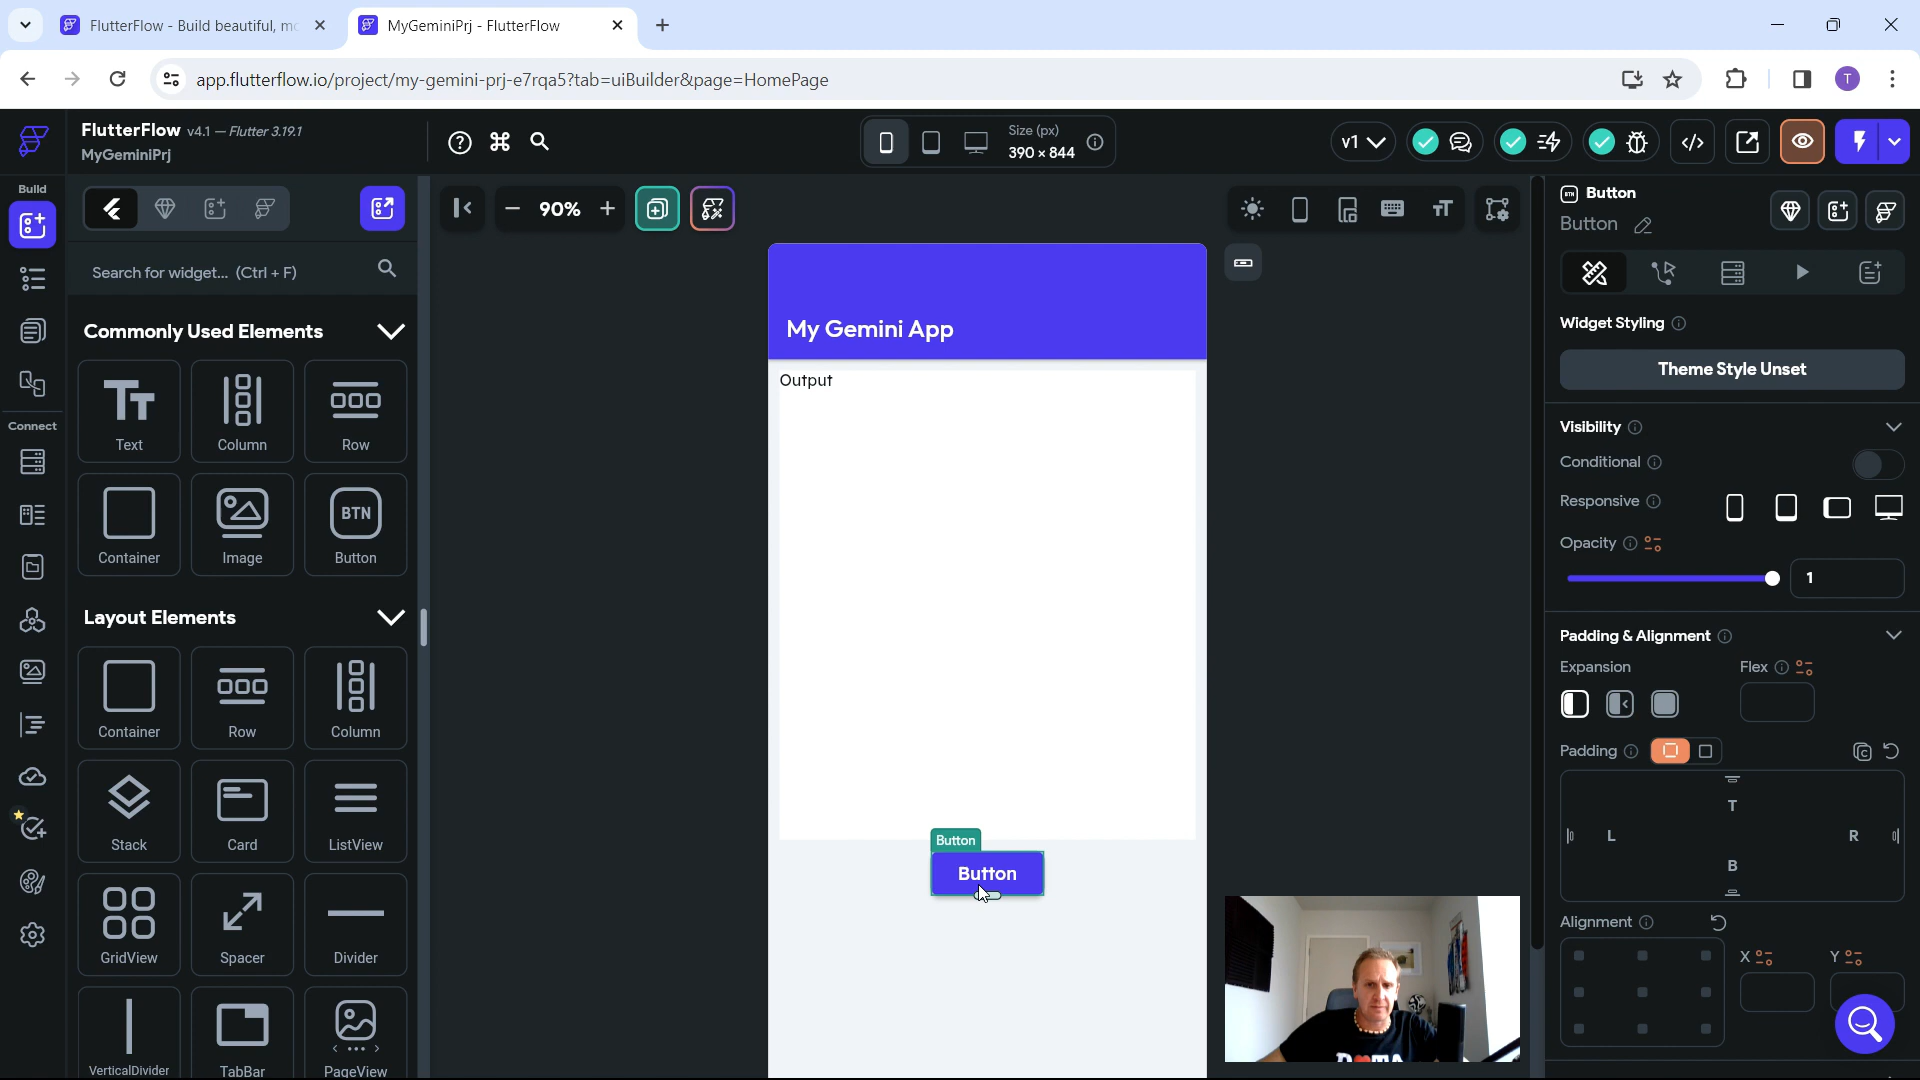 FlutterFlow - Build beautiful, mo
MyGeminiPrj - FlutterFlow
app.flutterflow.io/project/my-gemini-prj-e7rqa5?tab=uiBuilder&page=HomePage
T
FlutterFlow v4.1 — Flutter 3.19.1
MyGeminiPrj
Size (px)
390 × 844
v1
Build
Connect
Search for widget... (Ctrl + F)
90%
Commonly Used Elements
Tt
Text
Column
Row
Container
Image
BTN
Button
Layout Elements
Container
Row
Column
Stack
Card
ListView
GridView
Spacer
Divider
VerticalDivider
TabBar
PageView
My Gemini App
Output
Button
Button
BTN
Button
Button
Widget Styling
Theme Style Unset
Visibility
Conditional
Responsive
Opacity
1
Padding & Alignment
Expansion
Flex
Padding
T
L
R
B
Alignment
X
Y